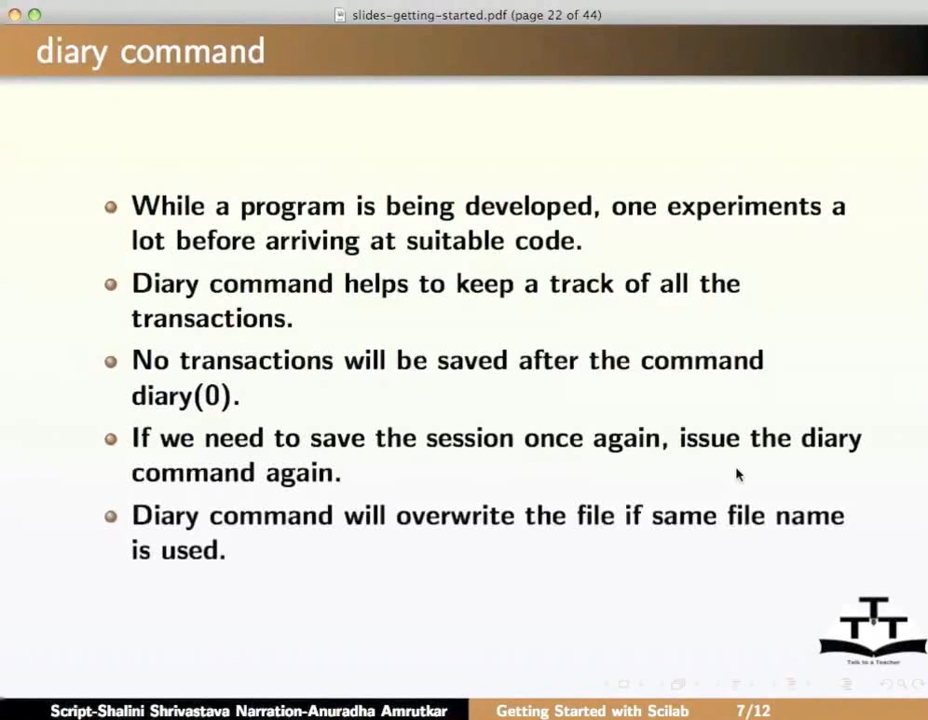 slides-getting-started.pdf (page 22 of 44)
diary command
While a program is being developed, one experiments a
lot before arriving at suitable code.
Diary command helps to keep a track of all the
transactions.
No transactions will be saved after the command
diary(0).
If we need to save the session once again, issue the diary
command again.
Diary command will overwrite the file if same file name
is used.
TTT
Talk to a Teacher
Script-Shalini Shrivastava Narration-Anuradha Amrutkar
Getting Started with Scilab
7/12